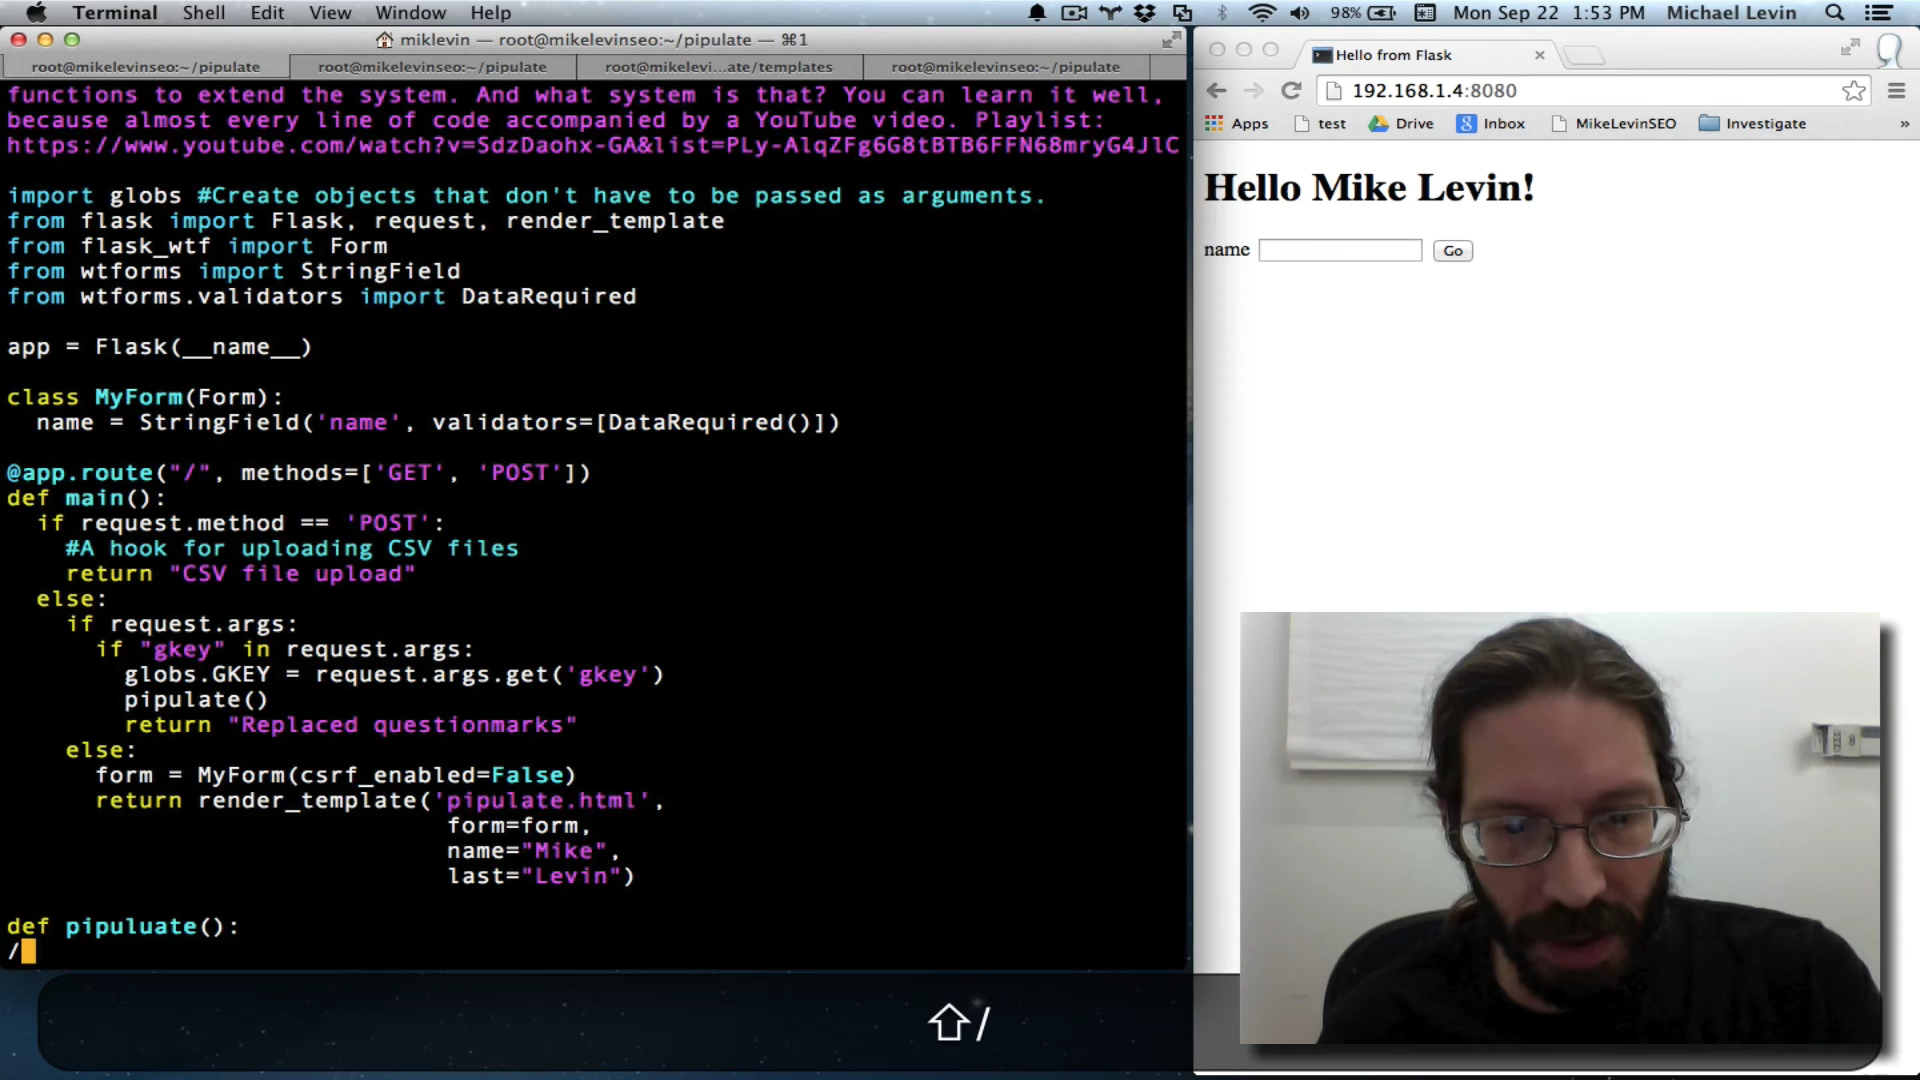 Terminal Shell Edit View Window Help 98% Mon Sep 22 1:53 PM Michael Levin
miklevin — root@mikelevinseo:~/pipulate — ⌘1
root@mikelevinseo:~/pipulate root@mikelevinseo:~/pipulate root@mikelevi...ate/templates root@mikelevinseo:~/pipulate
functions to extend the system. And what system is that? You can learn it well,
because almost every line of code accompanied by a YouTube video. Playlist:
https://www.youtube.com/watch?v=SdzDaohx-GA&list=PLy-AlqZFg6G8tBTB6FFN68mryG4JlC
import globs #Create objects that don't have to be passed as arguments.
from flask import Flask, request, render_template
from flask_wtf import Form
from wtforms import StringField
from wtforms.validators import DataRequired
app = Flask(__name__)
class MyForm(Form):
name = StringField('name', validators=[DataRequired()])
@app.route("/", methods=['GET', 'POST'])
def main():
if request.method == 'POST':
#A hook for uploading CSV files
return "CSV file upload"
else:
if request.args:
if "gkey" in request.args:
globs.GKEY = request.args.get('gkey')
pipulate()
return "Replaced questionmarks"
else:
form = MyForm(csrf_enabled=False)
return render_template('pipulate.html',
form=form,
name="Mike",
last="Levin")
def pipuluate():
/
⇧/
Hello from Flask
192.168.1.4:8080
Apps test Drive Inbox MikeLevinSEO Investigate »
Hello Mike Levin!
name Go